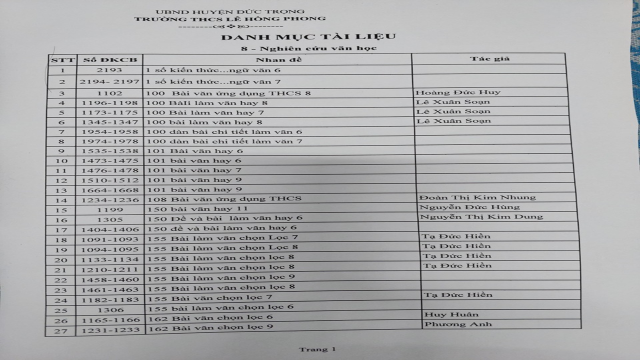 UBND HUYỆN ĐỨC TRỌNG
TRƯỜNG THCS LÊ HỒNG PHONG
DANH MỤC TÀI LIỆU
8 - Nghiên cứu văn học
STT Số ĐKCB Nhan đề Tác giả
1 2193 1 số kiến thức...ngữ văn 6
2 2194- 2197 1 số kiến thức...ngữ văn 7
3 1102 100 Bài văn ứng dụng THCS 8 Hoàng Đức Huy
4 1196-1198 100 BàIi làm văn hay 8 Lê Xuân Soạn
5 1173-1175 100 Bài làm văn hay 7 Lê Xuân Soạn
6 1345-1347 100 bài làm văn hay 8 Lê Xuân Soạn
7 1954-1958 100 dàn bài chi tiết làm văn 6
8 1974-1978 100 dàn bài chi tiết làm văn 7
9 1535-1538 101 Bài văn hay 6
10 1473-1475 101 bài văn hay 6
11 1476-1478 101 bài văn hay 7
12 1510-1512 101 bài văn hay 9
13 1664-1668 101 bài văn hay 9
14 1234-1236 108 Bài văn ứng dụng THCS Đoàn Thị Kim Nhung
15 1199 150 bài văn hay 11 Nguyễn Đức Hùng
16 1305 150 Đề và bài làm văn hay 6 Nguyễn Thị Kim Dung
17 1404-1406 150 đề và bài làm văn hay 6
18 1091-1093 155 Bài làm văn chọn Lọc 7 Tạ Đức Hiền
19 1094-1095 155 Bài làm văn chọn Lọc 8 Tạ Đức Hiền
20 1133-1134 155 Bài làm văn chọn lọc 8 Tạ Đức Hiền
21 1210-1211 155 Bài làm văn chọn lọc 8 Tạ Đức Hiền
22 1458-1460 155 Bài làm văn chọn lọc 9
23 1461-1463 155 Bài làm văn chọn lọc 8
24 1182-1183 155 Bài văn chọn lọc 7 Tạ Đức Hiền
25 1306 155 bài làm văn chọn lọc 6
26 1165-1166 162 Bài văn chọn lọc 6 Huy Huân
27 1231-1233 162 Bài văn chọn lọc 9 Phương Anh
Trang 1